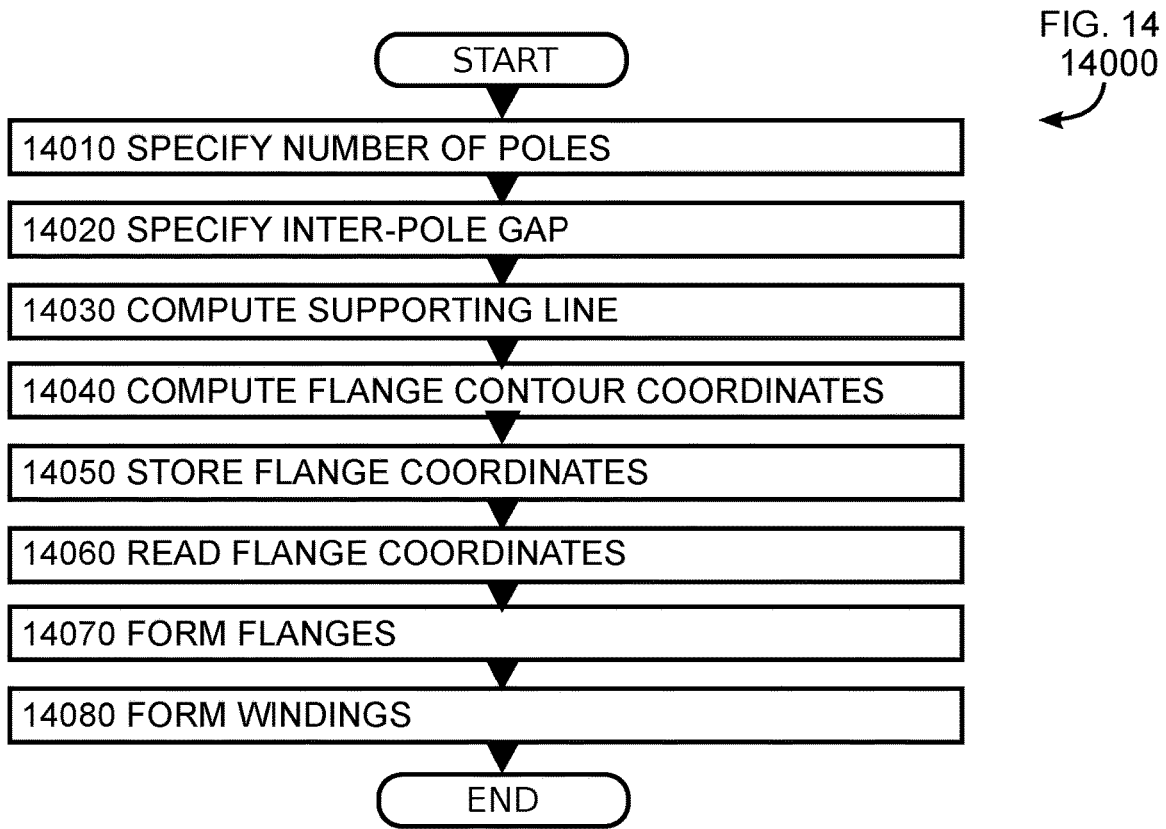 FIG. 14
14000
START
14010 SPECIFY NUMBER OF POLES
14020 SPECIFY INTER-POLE GAP
14030 COMPUTE SUPPORTING LINE
14040 COMPUTE FLANGE CONTOUR COORDINATES
14050 STORE FLANGE COORDINATES
14060 READ FLANGE COORDINATES
14070 FORM FLANGES
14080 FORM WINDINGS
END